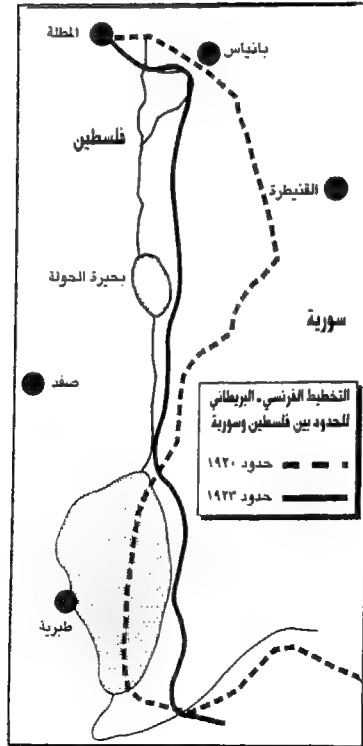 المطلة
بانياس
فلسطين
القنيطرة
بحيرة الحولة
سورية
صفد
التخطيط الفرنسي - البريطاني
للحدود بين فلسطين وسورية
حدود ١٩٢٠
حدود ١٩٢٣
طبرية